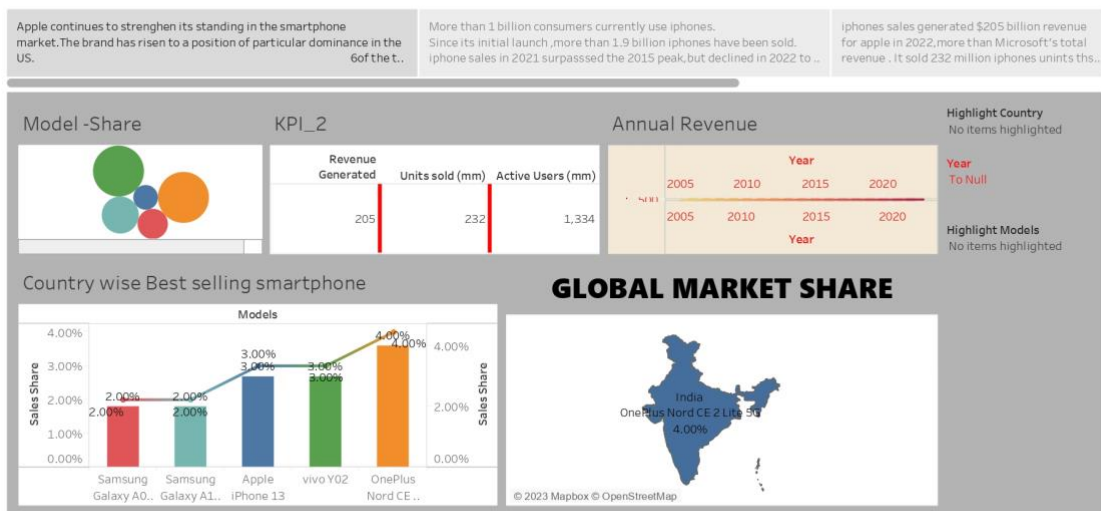 Apple continues to strenghen its standing in the smartphone
market.The brand has risen to a position of particular dominance in the
US. 6of the t..
More than 1 billion consumers currently use iphones.
Since its initial launch ,more than 1.9 billion iphones have been sold.
iphone sales in 2021 surpasssed the 2015 peak,but declined in 2022 to ..
iphones sales generated $205 billion revenue
for apple in 2022,more than Microsoft's total
revenue . It sold 232 million iphones unints ths..
Model -Share
KPI_2
Annual Revenue
Highlight Country
No items highlighted
Revenue
Generated
Units sold (mm)
Active Users (mm)
205
232
1,334
Year
2005 2010 2015 2020
2005 2010 2015 2020
Year
Year
To Null
Highlight Models
No items highlighted
Country wise Best selling smartphone
GLOBAL MARKET SHARE
Models
Sales Share
4.00%
3.00%
2.00%
1.00%
0.00%
2.00%
2.00%
2.00%
2.00%
3.00%
3.00%
3.00%
3.00%
4.00%
4.00%
4.00%
2.00%
0.00%
Sales Share
Samsung
Galaxy A0..
Samsung
Galaxy A1..
Apple
iPhone 13
vivo Y02
OnePlus
Nord CE ..
India
OnePlus Nord CE 2 Lite 5G
4.00%
© 2023 Mapbox © OpenStreetMap